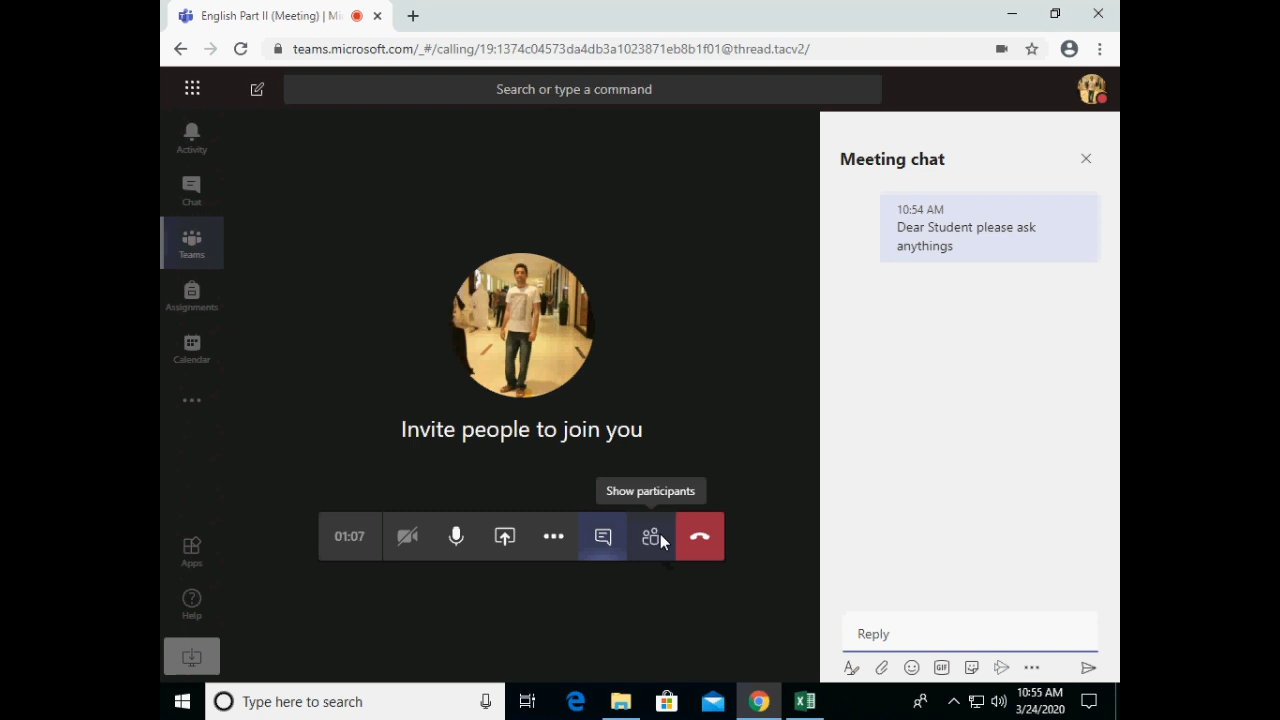 English Part II (Meeting) | Mi
teams.microsoft.com/_#/calling/19:1374c04573da4db3a1023871eb8b1f01@thread.tacv2/
Search or type a command
Activity
Chat
Teams
Assignments
Calendar
Apps
Help
Invite people to join you
Show participants
01:07
Meeting chat
10:54 AM
Dear Student please ask
anythings
Reply
GIF
Type here to search
10:55 AM
3/24/2020